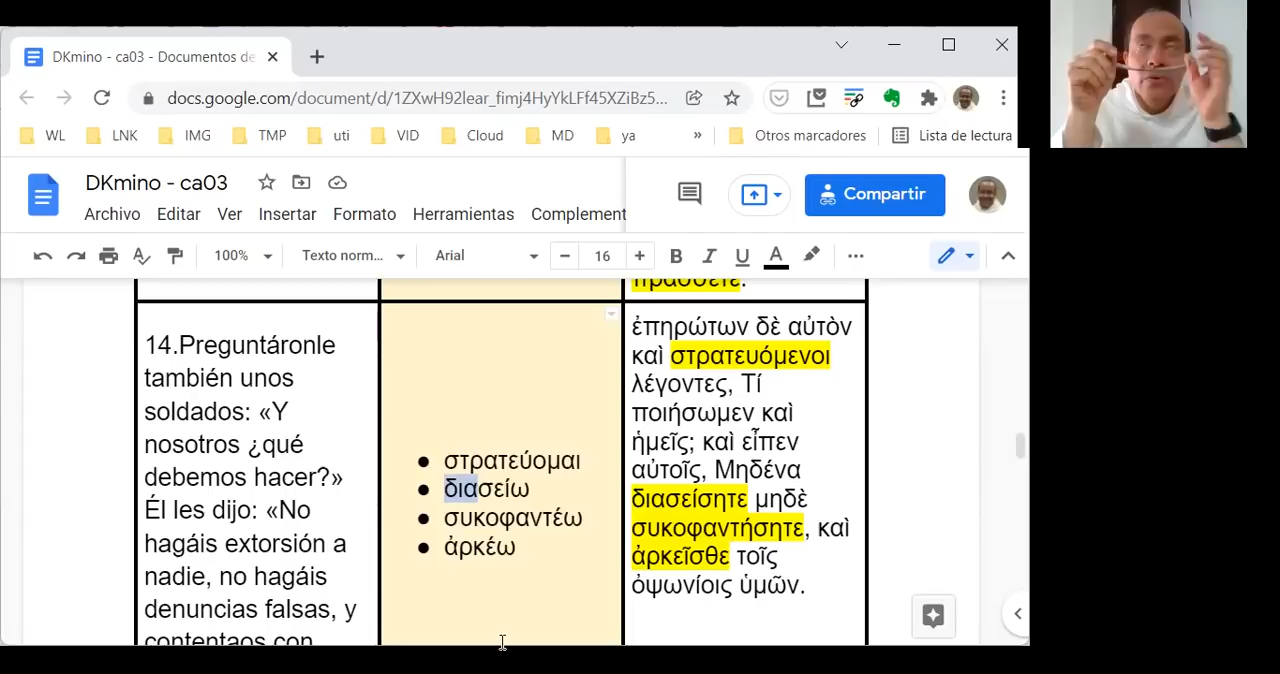 DKmino - ca03 - Documentos de
docs.google.com/document/d/1ZXwH92lear_fimj4HyYkLFf45XZiBz5...
WL LNK IMG TMP uti VID Cloud MD ya » Otros marcadores Lista de lectura
DKmino - ca03
Archivo Editar Ver Insertar Formato Herramientas Complement
Compartir
100% Texto norm... Arial 16 B I U A
πράσσετε.
14.Preguntáronle
también unos
soldados: «Y
nosotros ¿qué
debemos hacer?»
Él les dijo: «No
hagáis extorsión a
nadie, no hagáis
denuncias falsas, y
contentaos con
● στρατεύομαι
● διασείω
● συκοφαντέω
● ἀρκέω
ἐπηρώτων δὲ αὐτὸν
καὶ στρατευόμενοι
λέγοντες, Τί
ποιήσωμεν καὶ
ἡμεῖς; καὶ εἶπεν
αὐτοῖς, Μηδένα
διασείσητε μηδὲ
συκοφαντήσητε, καὶ
ἀρκεῖσθε τοῖς
ὀψωνίοις ὑμῶν.